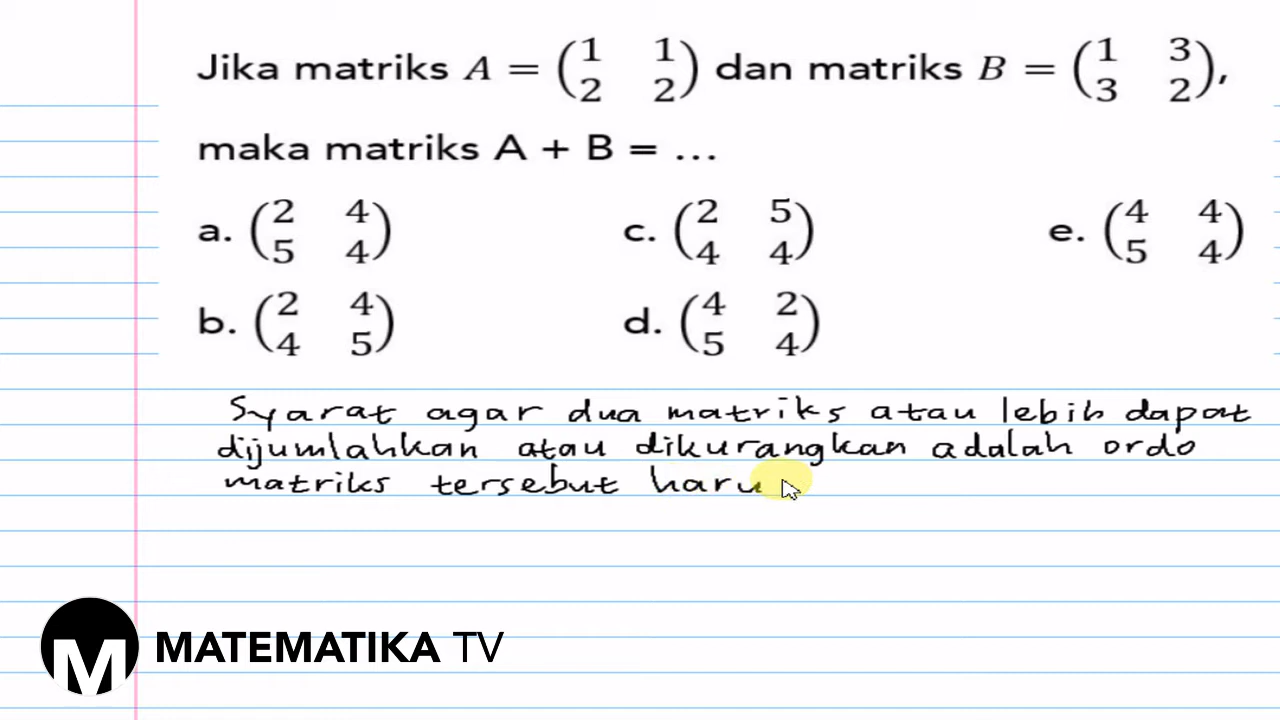 Jika matriks A = (1 1 2 2) dan matriks B = (1 3 3 2),
maka matriks A + B = ...
a. (2 4 5 4) c. (2 5 4 4) e. (4 4 5 4)
b. (2 4 4 5) d. (4 2 5 4)
Syarat agar dua matriks atau lebih dapat
dijumlahkan atau dikurangkan adalah ordo
matriks tersebut haru
M MATEMATIKA TV